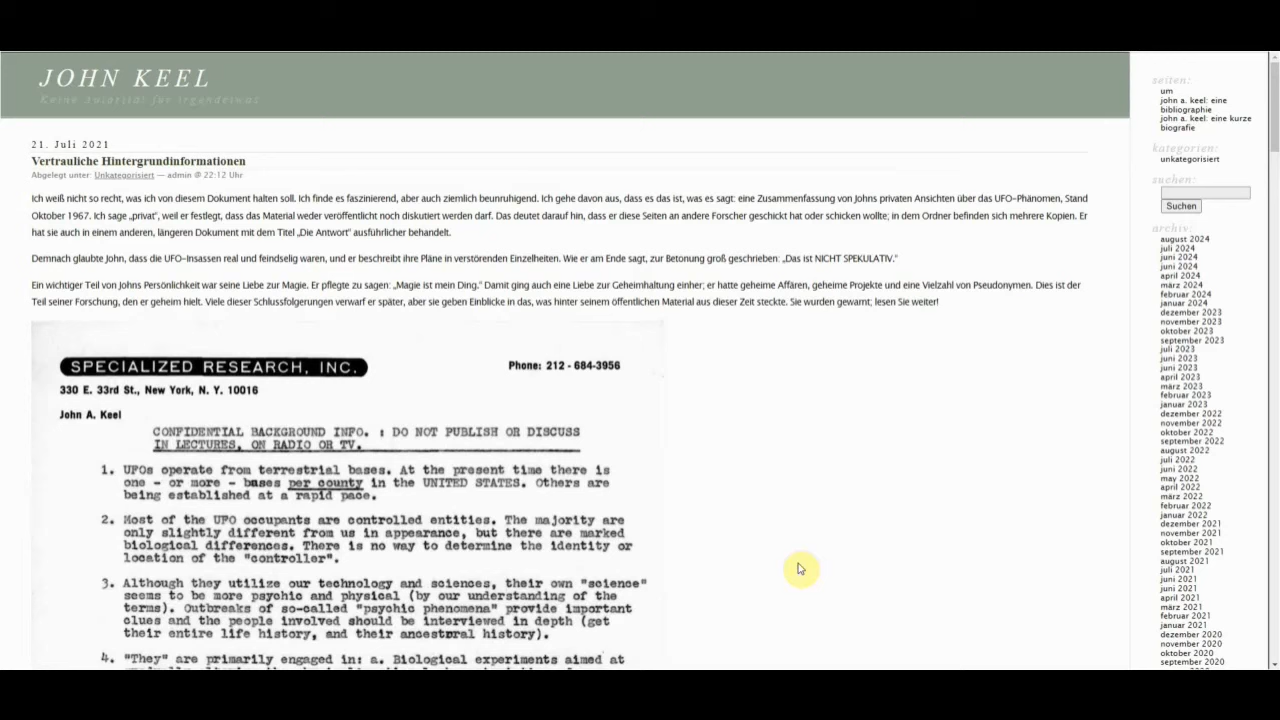 JOHN KEEL
Keine Autorität für irgendetwas
21. Juli 2021
Vertrauliche Hintergrundinformationen
Abgelegt unter: Unkategorisiert — admin @ 22:12 Uhr
Ich weiß nicht so recht, was ich von diesem Dokument halten soll. Ich finde es faszinierend, aber auch ziemlich beunruhigend. Ich gehe davon aus, dass es das ist, was es sagt: eine Zusammenfassung von Johns privaten Ansichten über das UFO-Phänomen, Stand
Oktober 1967. Ich sage „privat“, weil er festlegt, dass das Material weder veröffentlicht noch diskutiert werden darf. Das deutet darauf hin, dass er diese Seiten an andere Forscher geschickt hat oder schicken wollte; in dem Ordner befinden sich mehrere Kopien. Er
hat sie auch in einem anderen, längeren Dokument mit dem Titel „Die Antwort“ ausführlicher behandelt.
Demnach glaubte John, dass die UFO-Insassen real und feindselig waren, und er beschreibt ihre Pläne in verstörenden Einzelheiten. Wie er am Ende sagt, zur Betonung groß geschrieben: „Das ist NICHT SPEKULATIV.“
Ein wichtiger Teil von Johns Persönlichkeit war seine Liebe zur Magie. Er pflegte zu sagen: „Magie ist mein Ding.“ Damit ging auch eine Liebe zur Geheimhaltung einher; er hatte geheime Affären, geheime Projekte und eine Vielzahl von Pseudonymen. Dies ist der
Teil seiner Forschung, den er geheim hielt. Viele dieser Schlussfolgerungen verwarf er später, aber sie geben Einblicke in das, was hinter seinem öffentlichen Material aus dieser Zeit steckte. Sie wurden gewarnt; lesen Sie weiter!
SPECIALIZED RESEARCH, INC.
Phone: 212 - 684-3956
330 E. 33rd St., New York, N. Y. 10016
John A. Keel
CONFIDENTIAL BACKGROUND INFO. : DO NOT PUBLISH OR DISCUSS
IN LECTURES, ON RADIO OR TV.
1. UFOs operate from terrestrial bases. At the present time there is
one - or more - bases per county in the UNITED STATES. Others are
being established at a rapid pace.
2. Most of the UFO occupants are controlled entities. The majority are
only slightly different from us in appearance, but there are marked
biological differences. There is no way to determine the identity or
location of the "controller".
3. Although they utilize our technology and sciences, their own "science"
seems to be more psychic and physical (by our understanding of the
terms). Outbreaks of so-called "psychic phenomena" provide important
clues and the people involved should be interviewed in depth (get
their entire life history, and their ancestoral history).
4. "They" are primarily engaged in: a. Biological experiments aimed at
seiten:
um
john a. keel: eine
bibliographie
john a. keel: eine kurze
biografie
kategorien:
unkategorisiert
suchen:
Suchen
archiv:
august 2024
juli 2024
juni 2024
juni 2024
april 2024
märz 2024
februar 2024
januar 2024
dezember 2023
november 2023
oktober 2023
september 2023
juli 2023
juni 2023
juni 2023
april 2023
märz 2023
februar 2023
januar 2023
dezember 2022
november 2022
oktober 2022
september 2022
august 2022
juli 2022
juni 2022
may 2022
april 2022
märz 2022
februar 2022
januar 2022
dezember 2021
november 2021
oktober 2021
september 2021
august 2021
juli 2021
juni 2021
juni 2021
april 2021
märz 2021
februar 2021
januar 2021
dezember 2020
november 2020
oktober 2020
september 2020